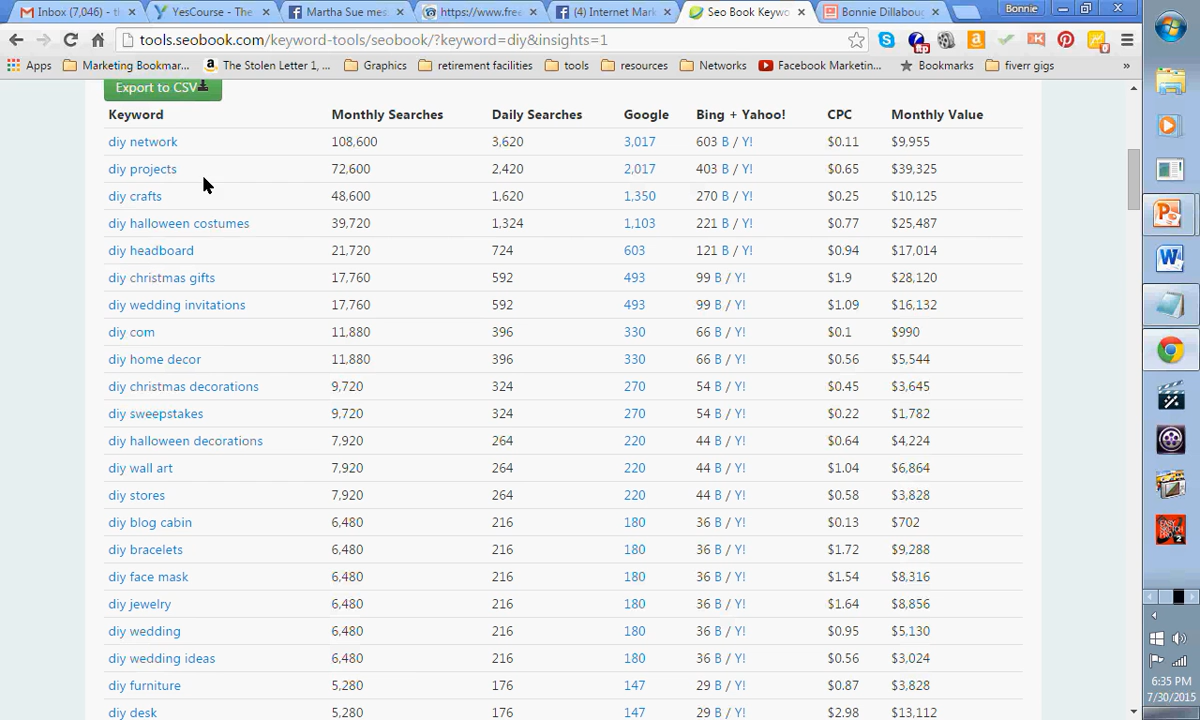 Inbox (7,046)
YesCourse - The
Martha Sue mes
https://www.free
(4) Internet Mark
Seo Book Keywo
Bonnie Dillaboug
Bonnie
tools.seobook.com/keyword-tools/seobook/?keyword=diy&insights=1
Apps
Marketing Bookmar...
The Stolen Letter 1, ...
Graphics
retirement facilities
tools
resources
Networks
Facebook Marketin...
Bookmarks
fiverr gigs
»
Export to CSV
Keyword Monthly Searches Daily Searches Google Bing + Yahoo! CPC Monthly Value
diy network 108,600 3,620 3,017 603 B / Y! $0.11 $9,955
diy projects 72,600 2,420 2,017 403 B / Y! $0.65 $39,325
diy crafts 48,600 1,620 1,350 270 B / Y! $0.25 $10,125
diy halloween costumes 39,720 1,324 1,103 221 B / Y! $0.77 $25,487
diy headboard 21,720 724 603 121 B / Y! $0.94 $17,014
diy christmas gifts 17,760 592 493 99 B / Y! $1.9 $28,120
diy wedding invitations 17,760 592 493 99 B / Y! $1.09 $16,132
diy com 11,880 396 330 66 B / Y! $0.1 $990
diy home decor 11,880 396 330 66 B / Y! $0.56 $5,544
diy christmas decorations 9,720 324 270 54 B / Y! $0.45 $3,645
diy sweepstakes 9,720 324 270 54 B / Y! $0.22 $1,782
diy halloween decorations 7,920 264 220 44 B / Y! $0.64 $4,224
diy wall art 7,920 264 220 44 B / Y! $1.04 $6,864
diy stores 7,920 264 220 44 B / Y! $0.58 $3,828
diy blog cabin 6,480 216 180 36 B / Y! $0.13 $702
diy bracelets 6,480 216 180 36 B / Y! $1.72 $9,288
diy face mask 6,480 216 180 36 B / Y! $1.54 $8,316
diy jewelry 6,480 216 180 36 B / Y! $1.64 $8,856
diy wedding 6,480 216 180 36 B / Y! $0.95 $5,130
diy wedding ideas 6,480 216 180 36 B / Y! $0.56 $3,024
diy furniture 5,280 176 147 29 B / Y! $0.87 $3,828
diy desk 5,280 176 147 29 B / Y! $2.98 $13,112
6:35 PM
7/30/2015